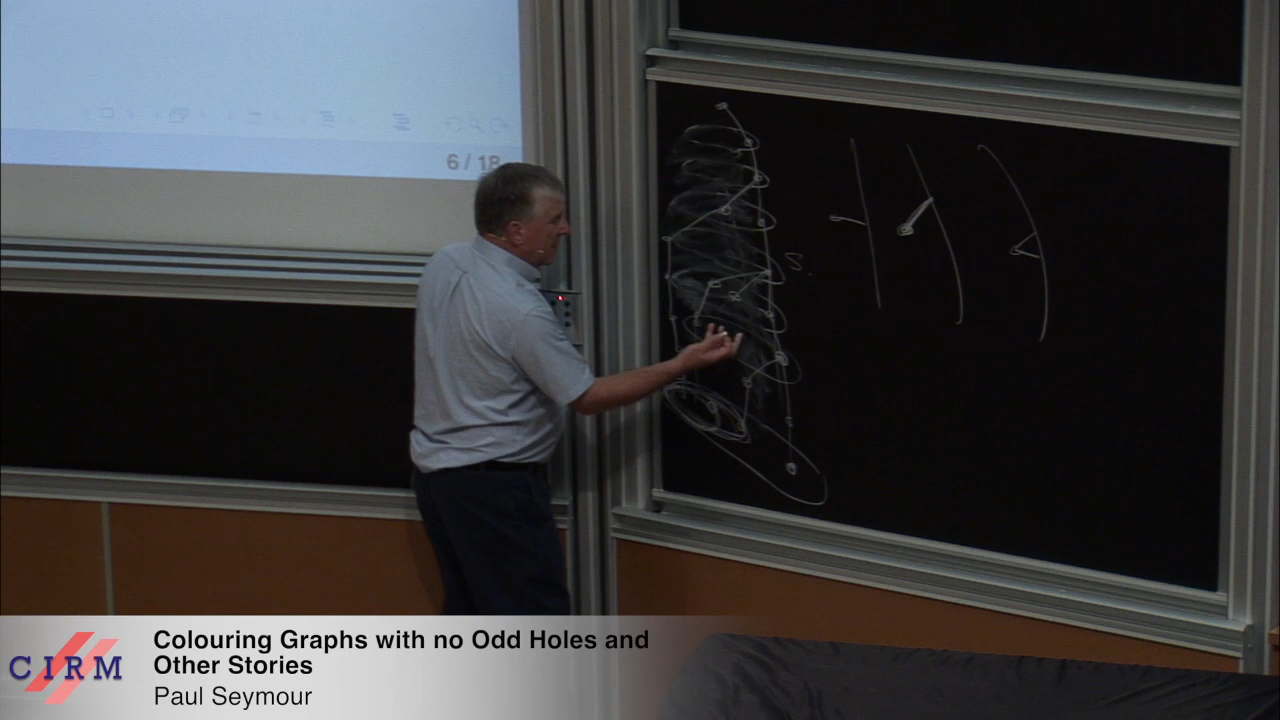 6 / 18
S.
CIRM
Colouring Graphs with no Odd Holes and
Other Stories
Paul Seymour